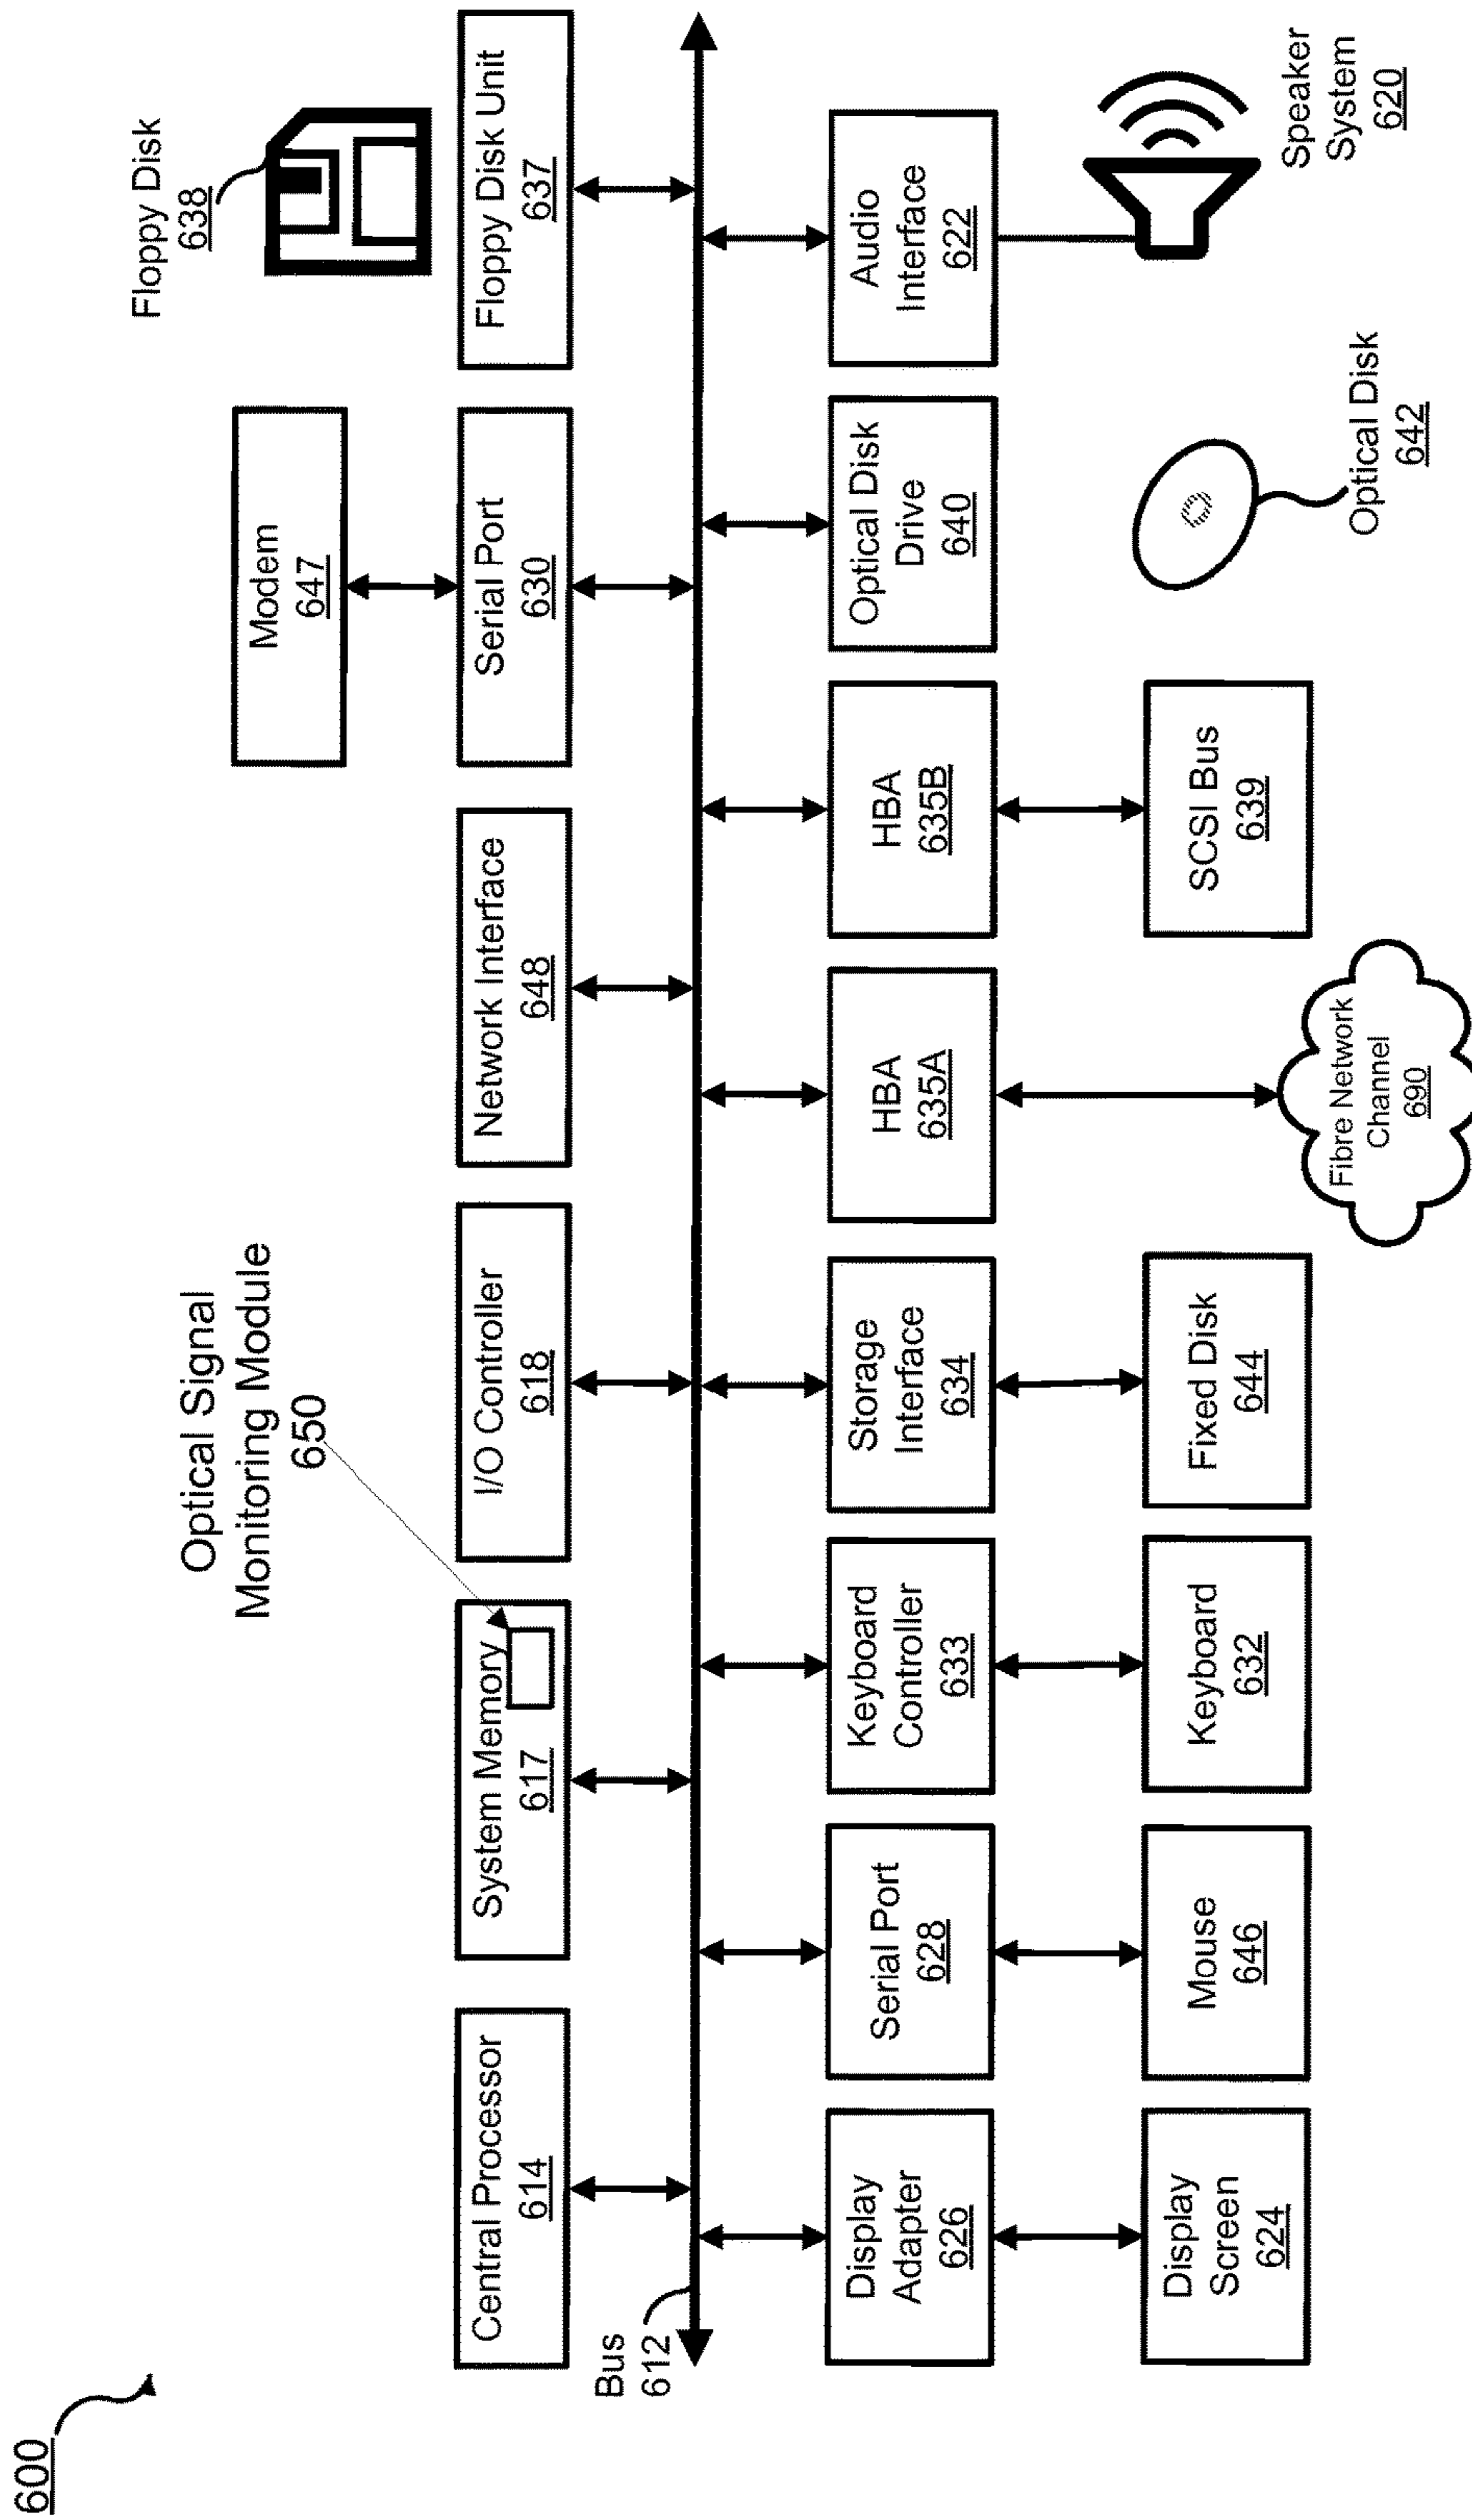 600
Optical Signal
Monitoring Module
650
Floppy Disk
638
Modem
647
Central Processor
614
System Memory
617
I/O Controller
618
Network Interface
648
Serial Port
630
Floppy Disk Unit
637
Bus
612
Display
Adapter
626
Serial Port
628
Keyboard
Controller
633
Storage
Interface
634
HBA
635A
HBA
635B
Optical Disk
Drive
640
Audio
Interface
622
Display
Screen
624
Mouse
646
Keyboard
632
Fixed Disk
644
Fibre Network
Channel
690
SCSI Bus
639
Optical Disk
642
Speaker
System
620